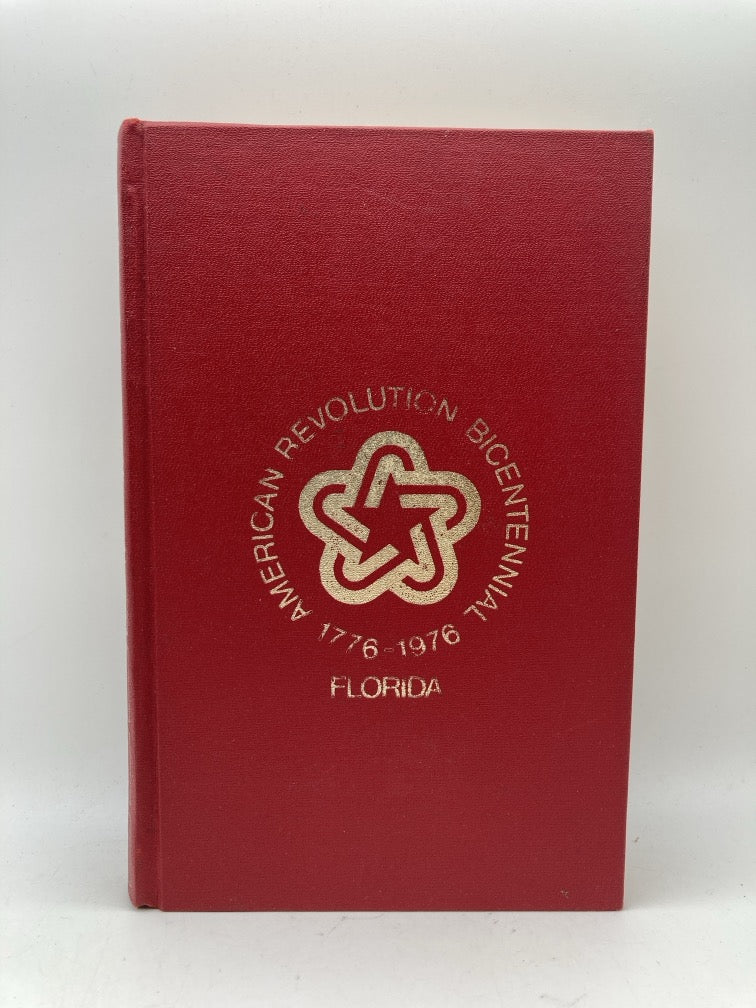 AMERICAN REVOLUTION BICENTENNIAL
1776-1976
FLORIDA